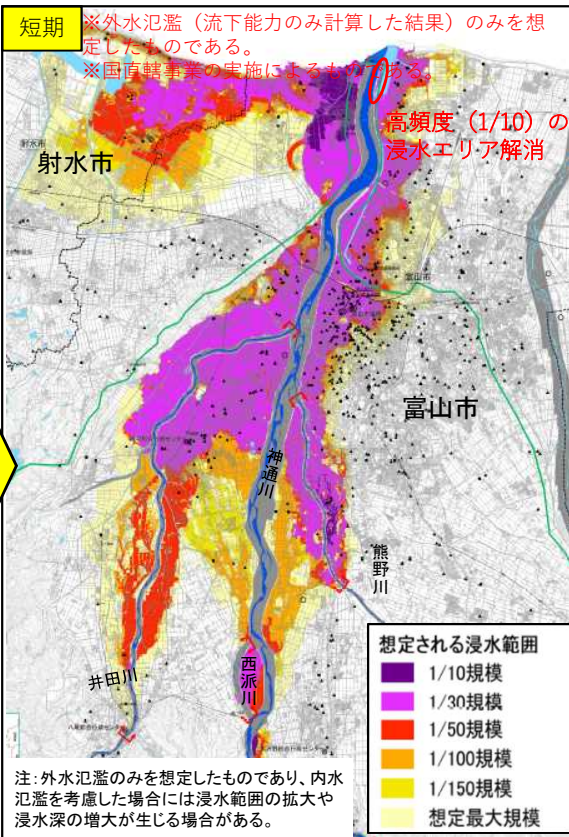 短期
※外水氾濫（流下能力のみ計算した結果）のみを想
定したものである。
※国直轄事業の実施によるものである。
高頻度（1/10）の
浸水エリア解消
射水市
射水市
富山市
富山市
神通川
熊野川
西派川
井田川
想定される浸水範囲
1/10規模
1/30規模
1/50規模
1/100規模
1/150規模
想定最大規模
注：外水氾濫のみを想定したものであり、内水
氾濫を考慮した場合には浸水範囲の拡大や
浸水深の増大が生じる場合がある。